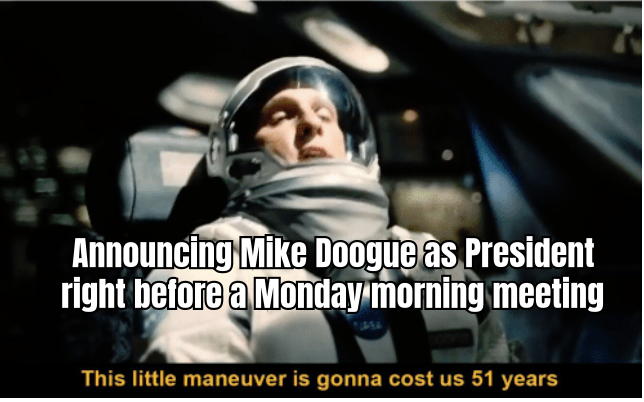 Announcing Mike Doogue as President
right before a Monday morning meeting
This little maneuver is gonna cost us 51 years